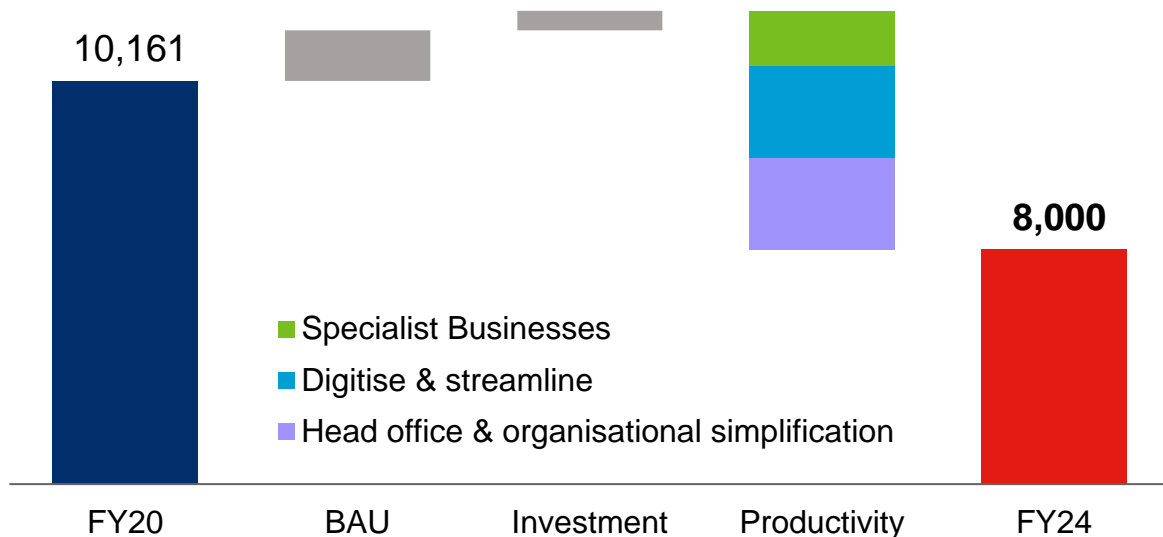 10,161
8,000
Specialist Businesses
Digitise & streamline
Head office & organisational simplification
FY20
BAU
Investment
Productivity
FY24